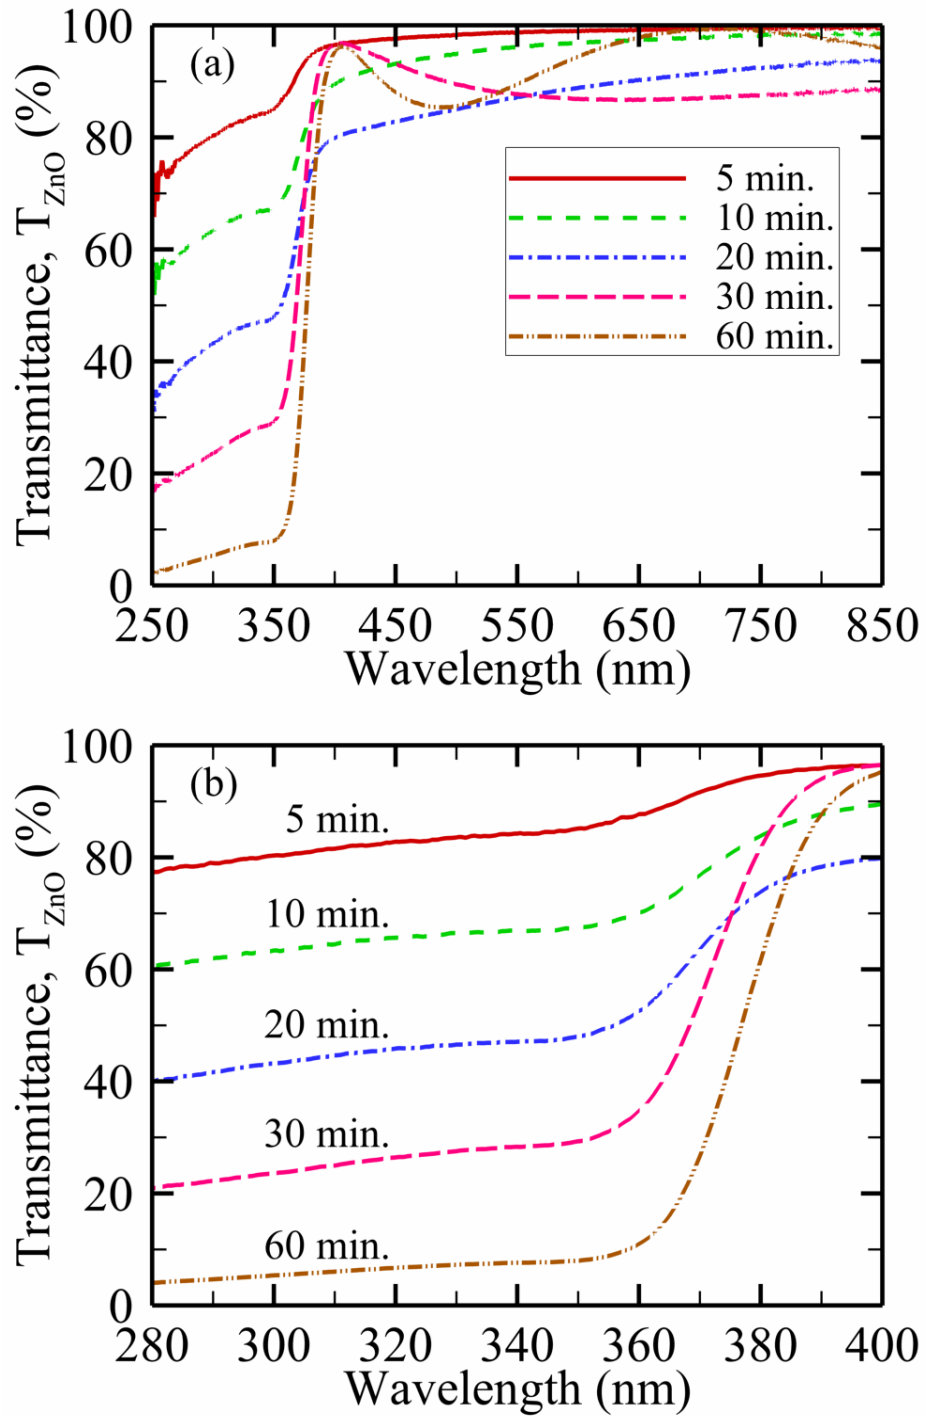 100
(a)
80
60
40
20
0
Transmittance, T_ZnO (%)
5 min.
10 min.
20 min.
30 min.
60 min.
250 350 450 550 650 750 850
Wavelength (nm)
100
(b)
80
60
40
20
0
Transmittance, T_ZnO (%)
5 min.
10 min.
20 min.
30 min.
60 min.
280 300 320 340 360 380 400
Wavelength (nm)